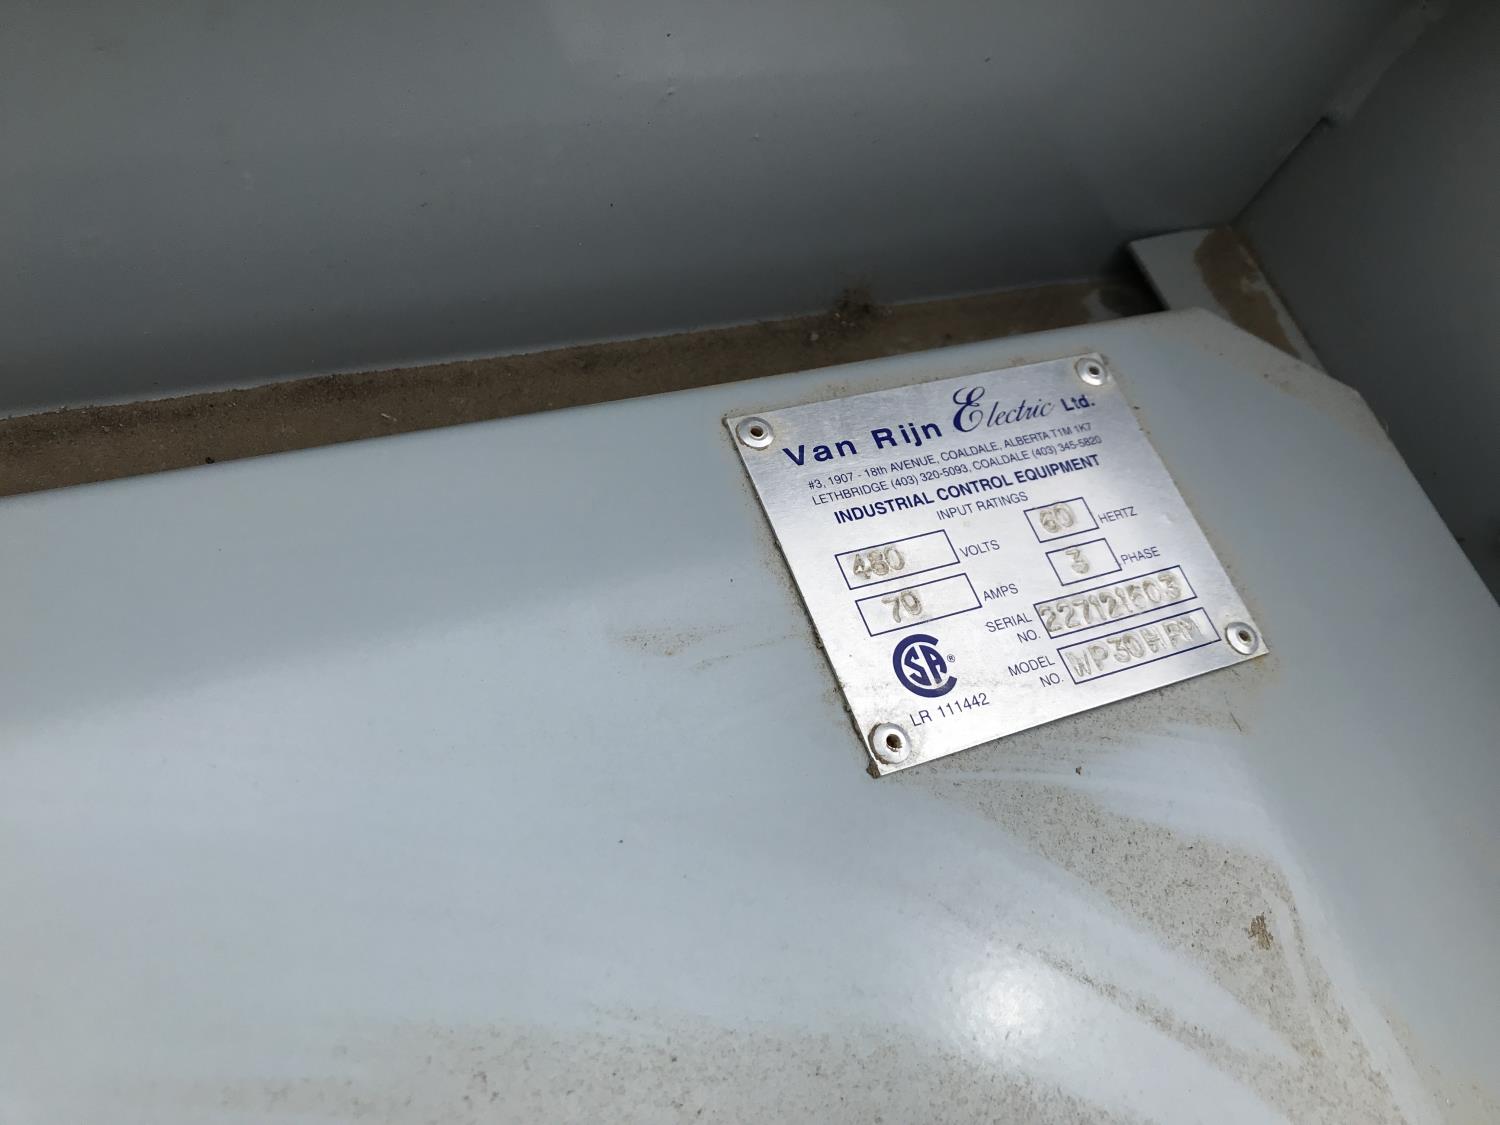 Van Rijn Electric Ltd.
#3, 1907 - 18th AVENUE, COALDALE, ALBERTA T1M 1K7
LETHBRIDGE (403) 320-5093, COALDALE (403) 345-5820
INDUSTRIAL CONTROL EQUIPMENT
INPUT RATINGS
480 VOLTS 60 HERTZ
70 AMPS 3 PHASE
SERIAL NO. 227121503
MODEL NO.
CSA ®
LR 111442